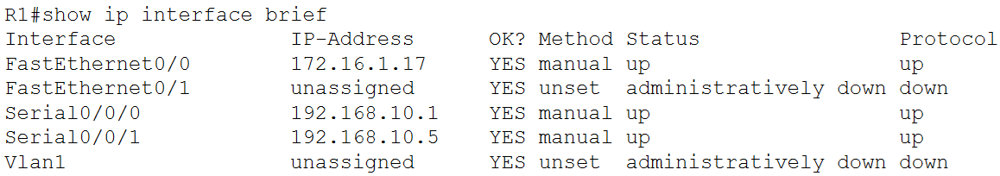 R1#show ip interface brief
Interface IP-Address OK? Method Status Protocol
FastEthernet0/0 172.16.1.17 YES manual up up
FastEthernet0/1 unassigned YES unset administratively down down
Serial0/0/0 192.168.10.1 YES manual up up
Serial0/0/1 192.168.10.5 YES manual up up
Vlan1 unassigned YES unset administratively down down